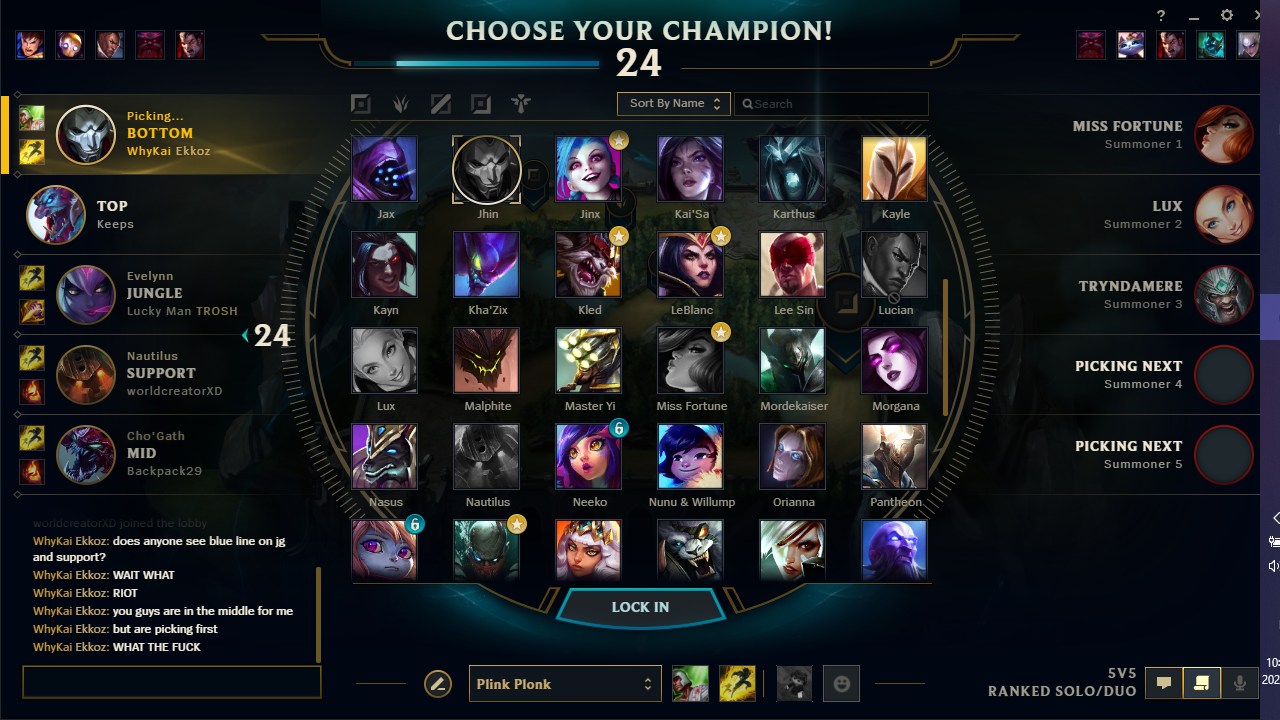 ?
CHOOSE YOUR CHAMPION!
24
Sort By Name
Search
Picking...
BOTTOM
WhyKai Ekkoz
TOP
Keeps
Evelynn
JUNGLE
Lucky Man TROSH
24
Nautilus
SUPPORT
worldcreatorXD
Cho'Gath
MID
Backpack29
worldcreatorXD joined the lobby
WhyKai Ekkoz: does anyone see blue line on jg
and support?
WhyKai Ekkoz: WAIT WHAT
WhyKai Ekkoz: RIOT
WhyKai Ekkoz: you guys are in the middle for me
WhyKai Ekkoz: but are picking first
WhyKai Ekkoz: WHAT THE FUCK
Jax Jhin Jinx Kai'Sa Karthus Kayle
Kayn Kha'Zix Kled LeBlanc Lee Sin Lucian
Lux Malphite Master Yi Miss Fortune Mordekaiser Morgana
6
Nasus Nautilus Neeko Nunu & Willump Orianna Pantheon
6
LOCK IN
Plink Plonk
MISS FORTUNE
Summoner 1
LUX
Summoner 2
TRYNDAMERE
Summoner 3
PICKING NEXT
Summoner 4
PICKING NEXT
Summoner 5
5V5
RANKED SOLO/DUO